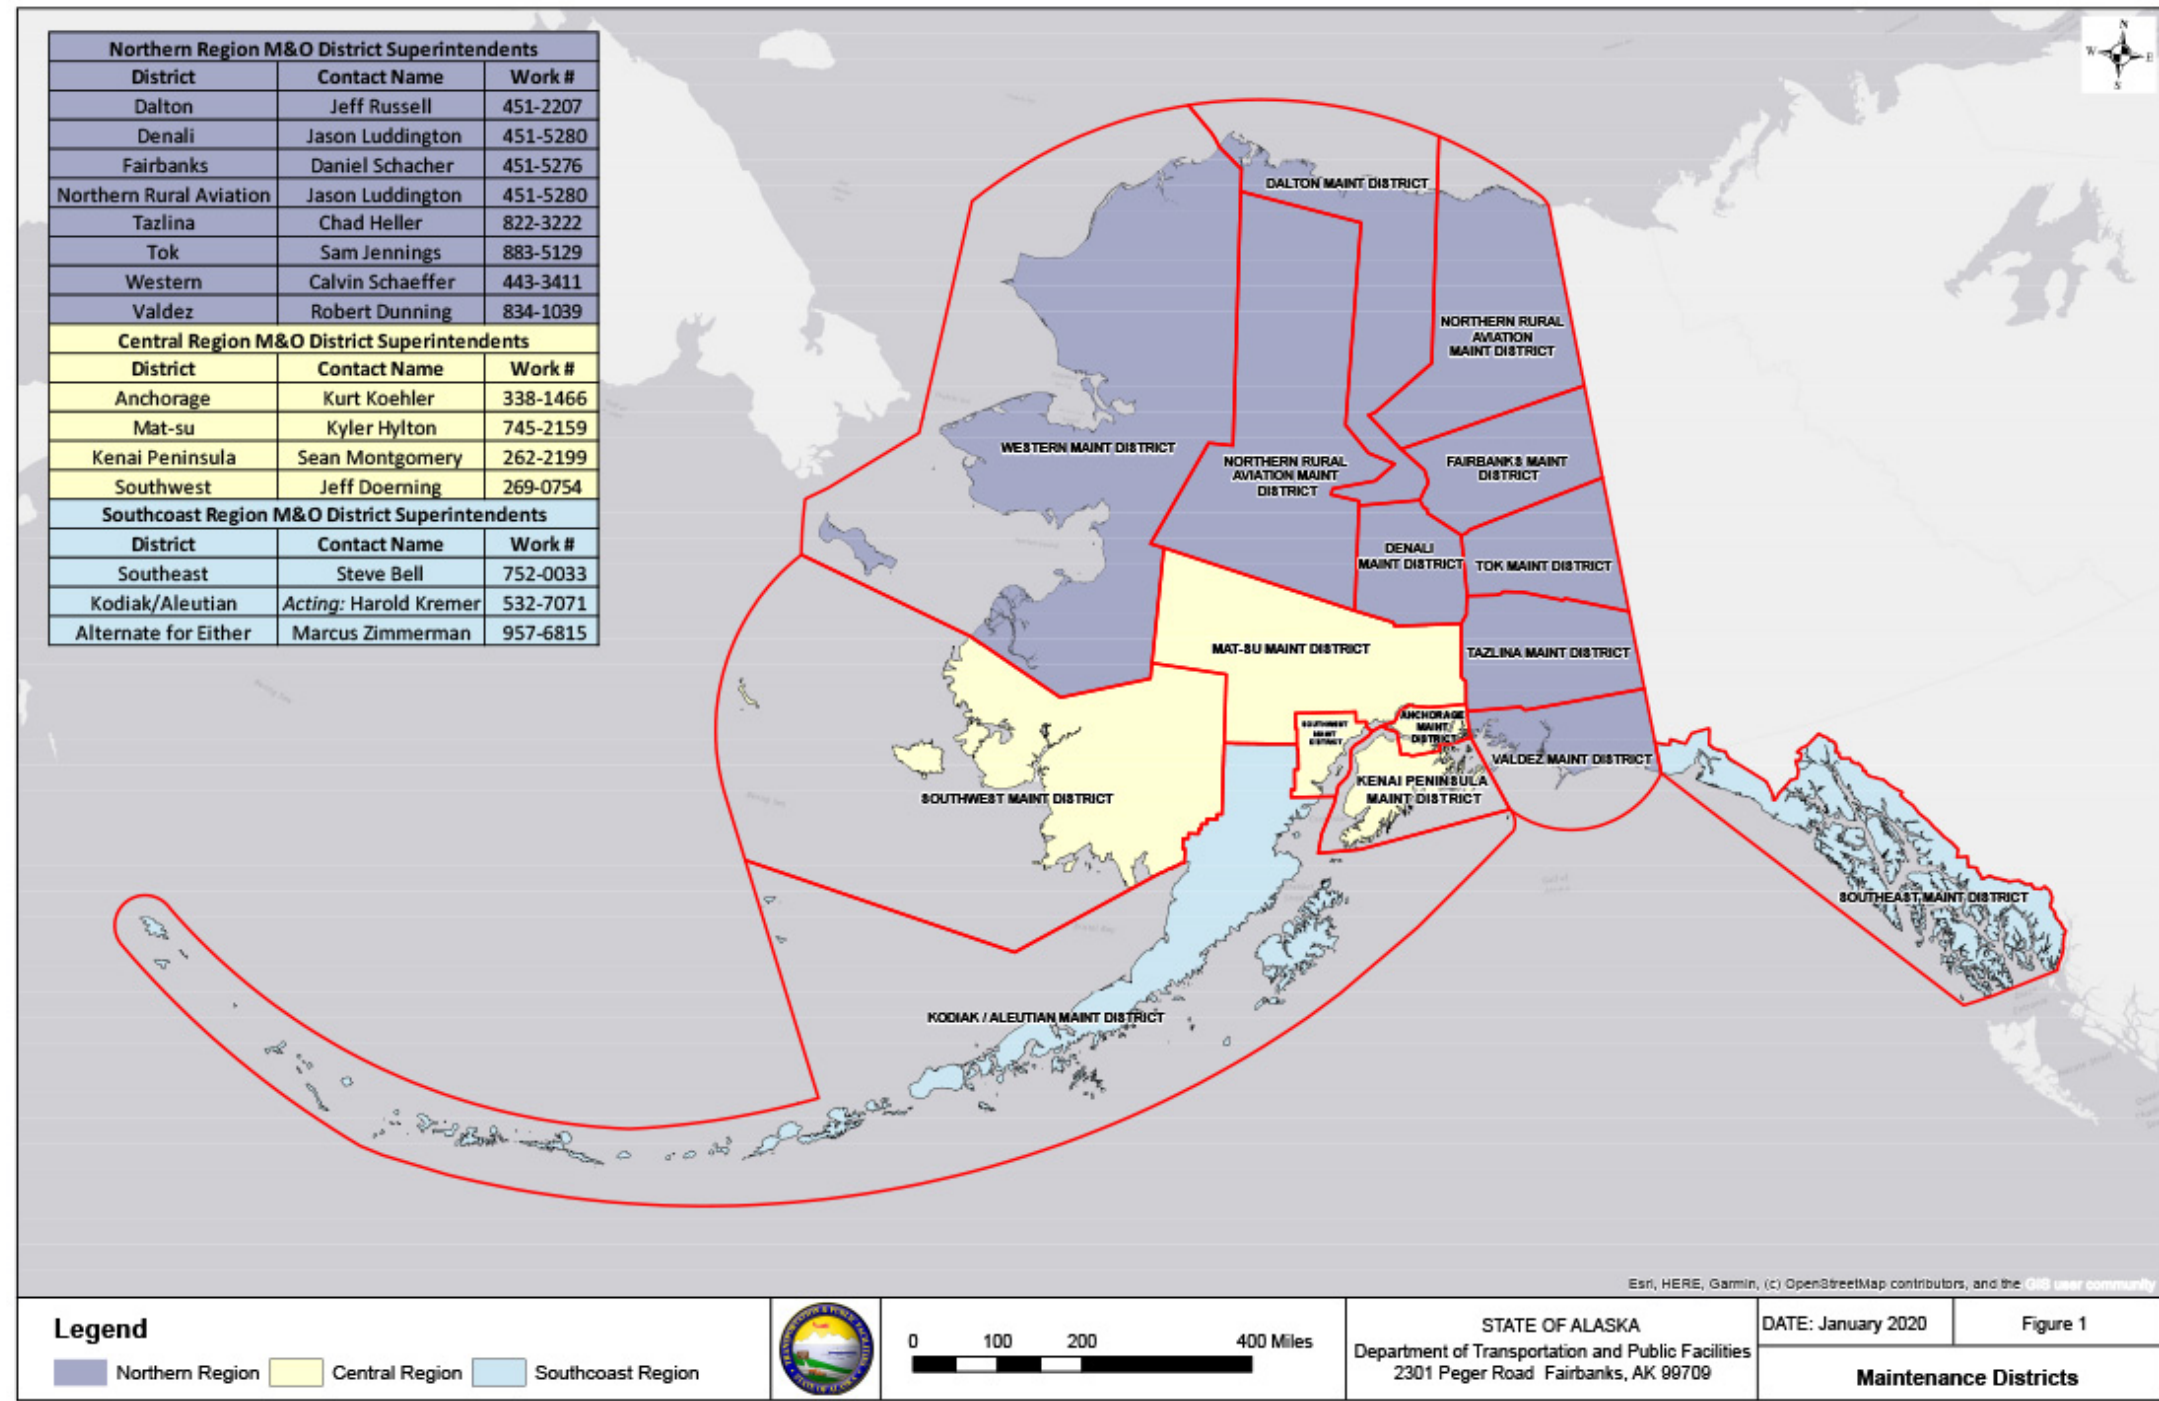 Northern Region M&O District Superintendents
District Contact Name Work #
Dalton Jeff Russell 451-2207
Denali Jason Luddington 451-5280
Fairbanks Daniel Schacher 451-5276
Northern Rural Aviation Jason Luddington 451-5280
Tazlina Chad Heller 822-3222
Tok Sam Jennings 883-5129
Western Calvin Schaeffer 443-3411
Valdez Robert Dunning 834-1039
Central Region M&O District Superintendents
District Contact Name Work #
Anchorage Kurt Koehler 338-1466
Mat-su Kyler Hylton 745-2159
Kenai Peninsula Sean Montgomery 262-2199
Southwest Jeff Doerning 269-0754
Southcoast Region M&O District Superintendents
District Contact Name Work #
Southeast Steve Bell 752-0033
Kodiak/Aleutian Acting: Harold Kremer 532-7071
Alternate for Either Marcus Zimmerman 957-6815
N
W E
S
DALTON MAINT DISTRICT
NORTHERN RURAL
AVIATION
MAINT DISTRICT
WESTERN MAINT DISTRICT
NORTHERN RURAL
AVIATION MAINT
DISTRICT
FAIRBANKS MAINT
DISTRICT
DENALI
MAINT DISTRICT
TOK MAINT DISTRICT
MAT-SU MAINT DISTRICT
TAZLINA MAINT DISTRICT
SOUTHWEST
MAINT
DISTRICT
ANCHORAGE
MAINT
DISTRICT
VALDEZ MAINT DISTRICT
KENAI PENINSULA
MAINT DISTRICT
SOUTHWEST MAINT DISTRICT
SOUTHEAST MAINT DISTRICT
KODIAK / ALEUTIAN MAINT DISTRICT
Esri, HERE, Garmin, (c) OpenStreetMap contributors, and the GIS user community
Legend
Northern Region Central Region Southcoast Region
0 100 200 400 Miles
STATE OF ALASKA
Department of Transportation and Public Facilities
2301 Peger Road Fairbanks, AK 99709
DATE: January 2020
Figure 1
Maintenance Districts